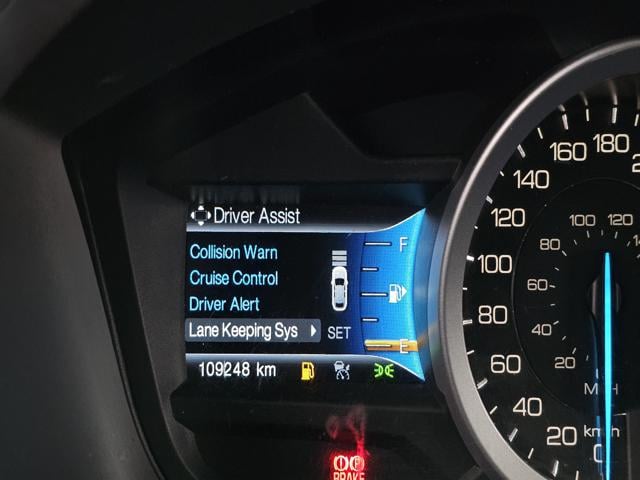 Driver Assist
Collision Warn
Cruise Control
Driver Alert
Lane Keeping Sys
SET
F
E
109248 km
BRAKE
180
160
140
120
100
80
60
40
20
100
120
80
60
40
20
MPH
km/h